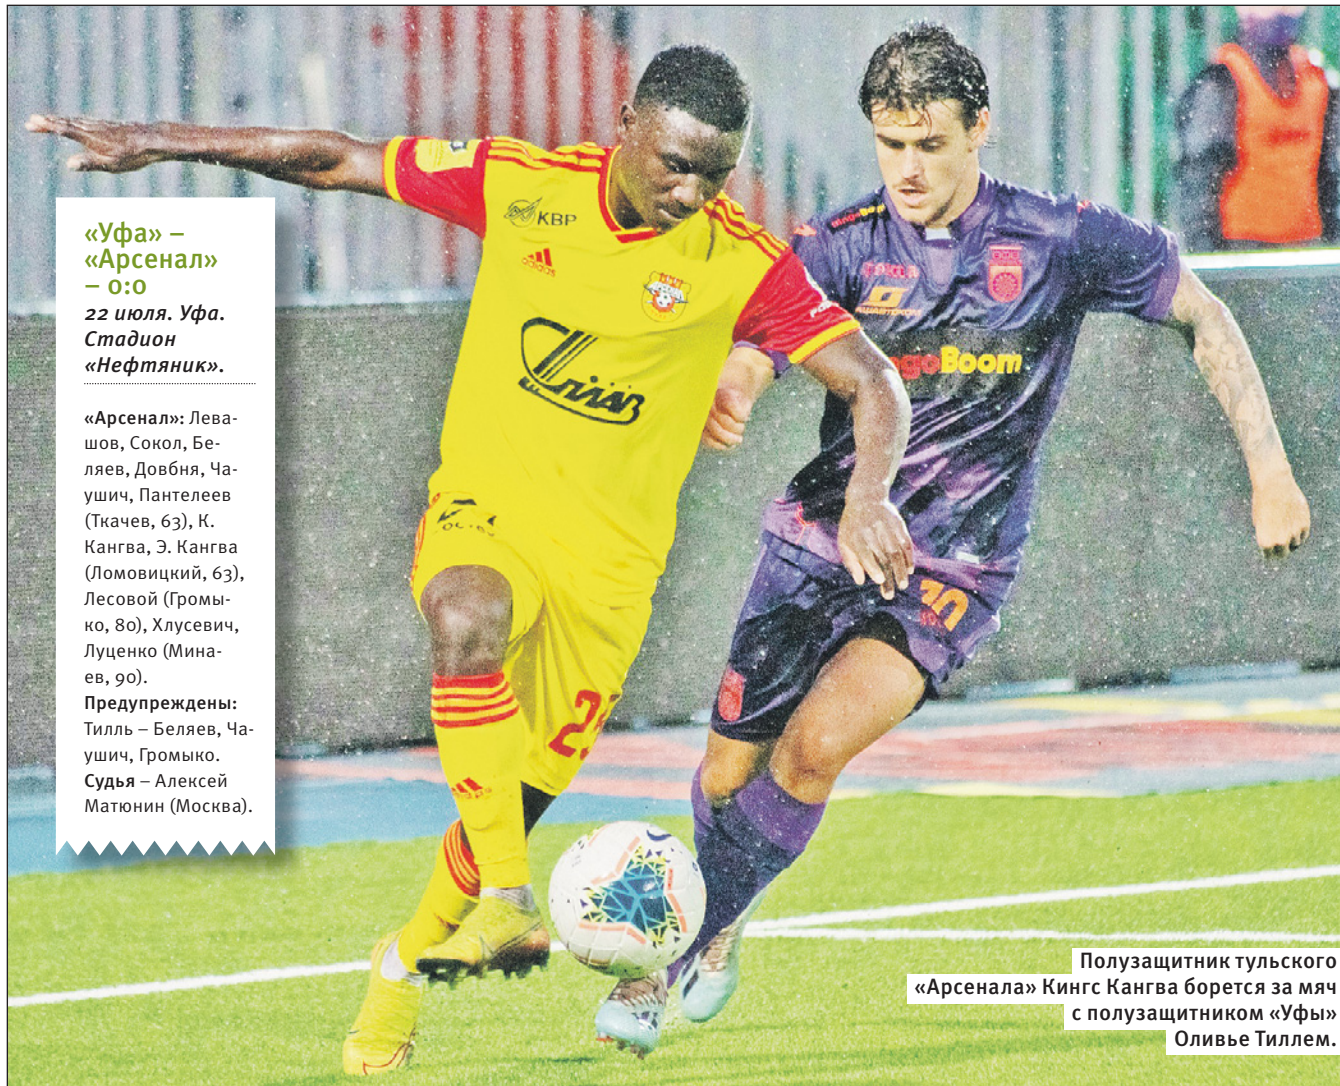 «Уфа» –
«Арсенал»
– 0:0
22 июля. Уфа.
Стадион
«Нефтяник».
«Арсенал»: Лева-
шов, Сокол, Бе-
ляев, Довбня, Ча-
ушич, Пантелеев
(Ткачев, 63), К.
Кангва, Э. Кангва
(Ломовицкий, 63),
Лесовой (Громы-
ко, 80), Хлусевич,
Луценко (Мина-
ев, 90).
Предупреждены:
Тилль – Беляев, Ча-
ушич, Громыко.
Судья – Алексей
Матюнин (Москва).
КВР
adidas
BingoBoom
goBoom
10
Полузащитник тульского
«Арсенала» Кингс Кангва борется за мяч
с полузащитником «Уфы»
Оливье Тиллем.